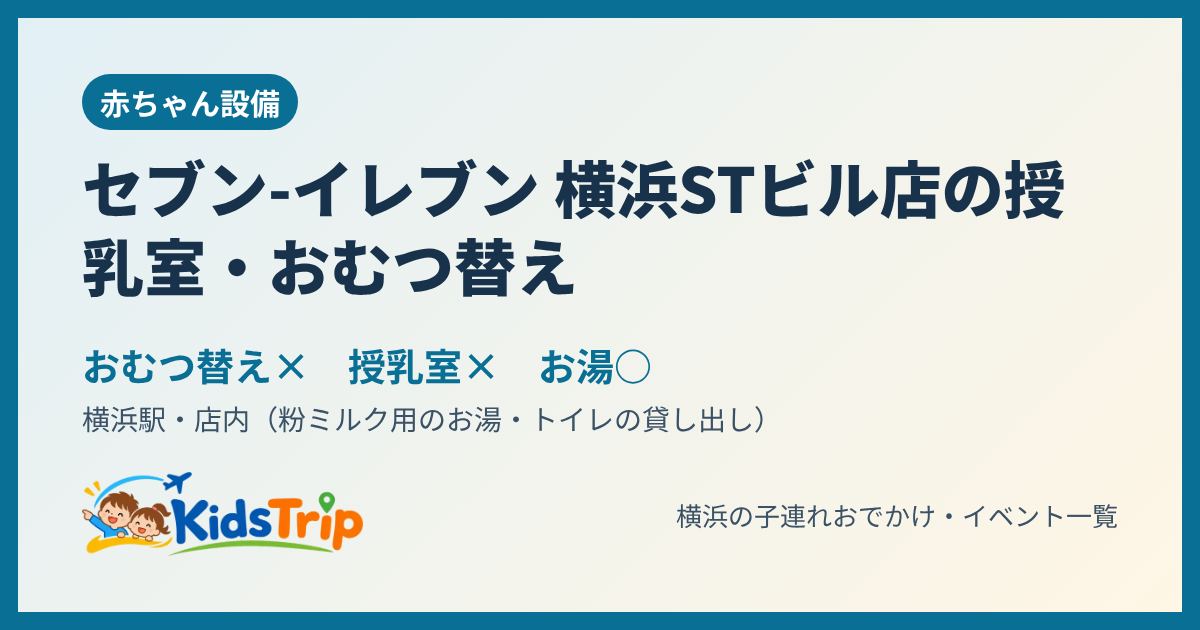 赤ちゃん設備
セブン-イレブン 横浜STビル店の授
乳室・おむつ替え
おむつ替え×　授乳室×　お湯○
横浜駅・店内（粉ミルク用のお湯・トイレの貸し出し）
KidsTrip
横浜の子連れおでかけ・イベント一覧